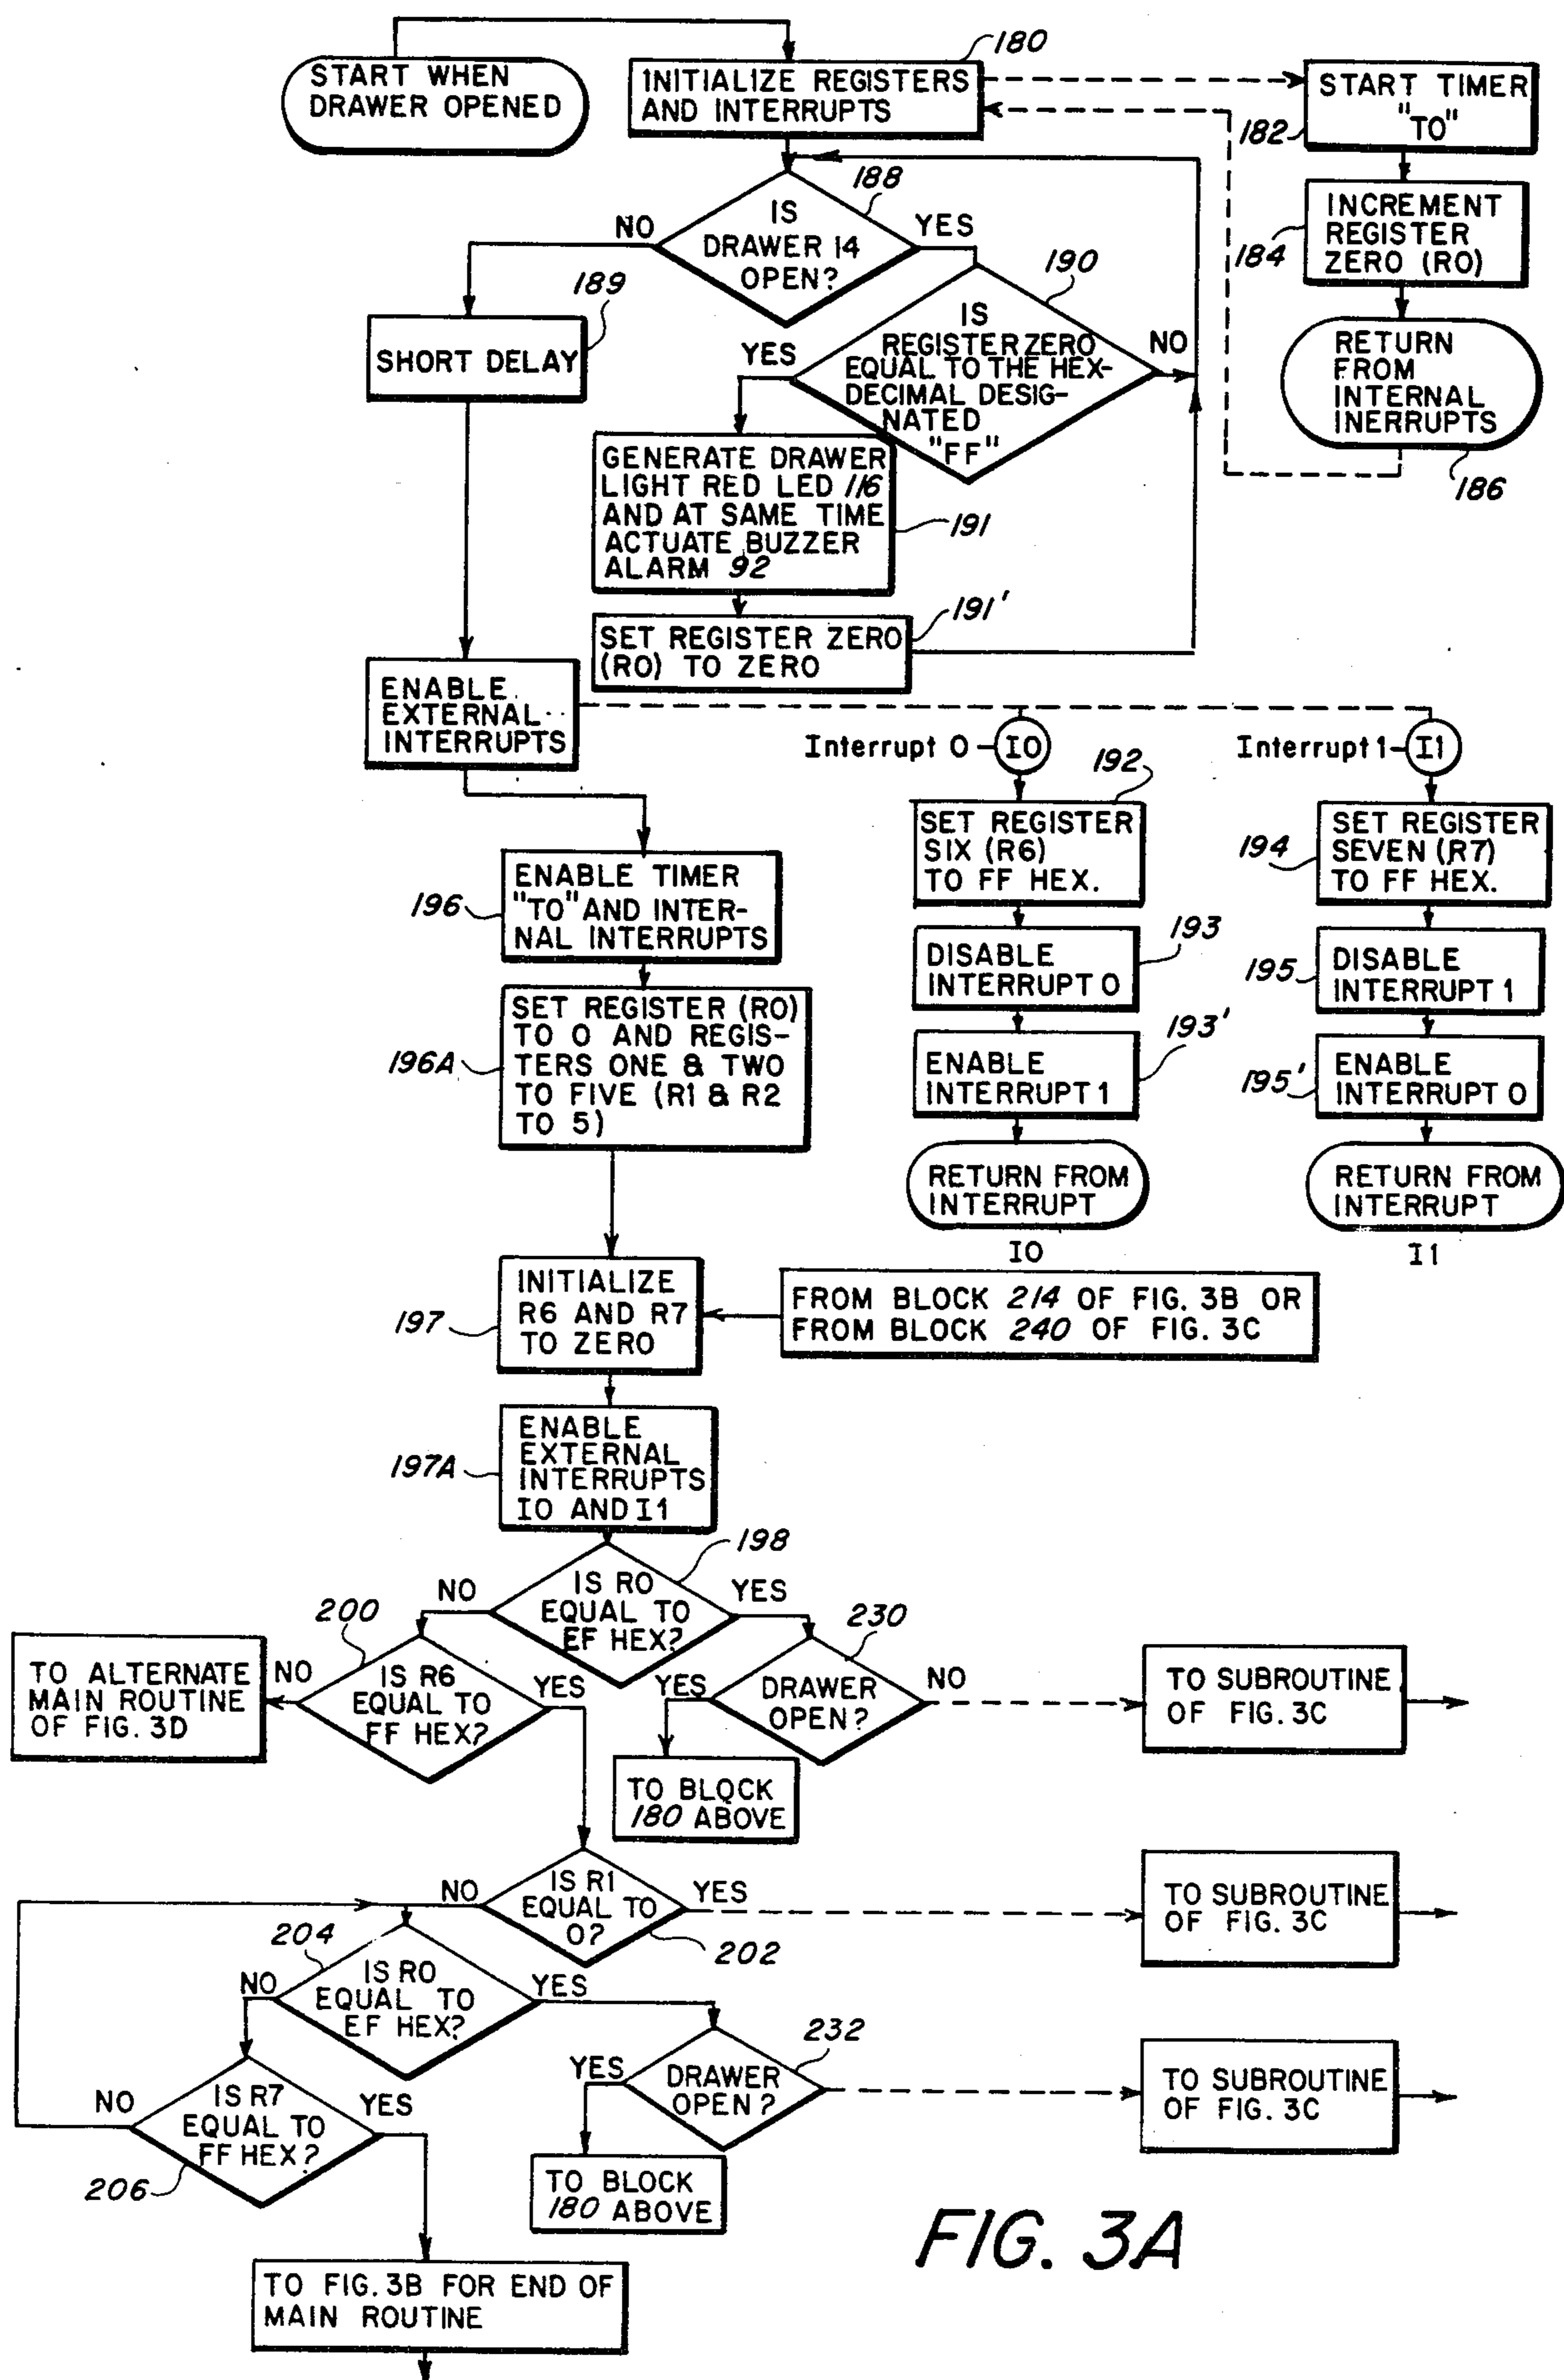 START WHEN
DRAWER OPENED
180
INITIALIZE REGISTERS
AND INTERRUPTS
START TIMER
"TO"
182
188
IS
DRAWER 14
OPEN?
NO
YES
184
INCREMENT
REGISTER
ZERO (RO)
189
SHORT DELAY
190
IS
REGISTER ZERO
EQUAL TO THE HEX-
DECIMAL DESIG-
NATED
"FF"
YES
NO
RETURN
FROM
INTERNAL
INERRUPTS
186
GENERATE DRAWER
LIGHT RED LED 116
AND AT SAME TIME
ACTUATE BUZZER
ALARM 92
191
191'
SET REGISTER ZERO
(RO) TO ZERO
ENABLE
EXTERNAL
INTERRUPTS
Interrupt 0
I0
Interrupt 1
I1
192
SET REGISTER
SIX (R6)
TO FF HEX.
194
SET REGISTER
SEVEN (R7)
TO FF HEX.
196
ENABLE TIMER
"TO" AND INTER-
NAL INTERRUPTS
193
DISABLE
INTERRUPT 0
195
DISABLE
INTERRUPT 1
196A
SET REGISTER (RO)
TO 0 AND REGIS-
TERS ONE & TWO
TO FIVE (R1 & R2
TO 5)
193'
ENABLE
INTERRUPT 1
195'
ENABLE
INTERRUPT 0
RETURN FROM
INTERRUPT
I0
RETURN FROM
INTERRUPT
I1
197
INITIALIZE
R6 AND R7
TO ZERO
FROM BLOCK 214 OF FIG. 3B OR
FROM BLOCK 240 OF FIG. 3C
197A
ENABLE
EXTERNAL
INTERRUPTS
I0 AND I1
198
IS RO
EQUAL TO
EF HEX?
NO
YES
200
IS R6
EQUAL TO
FF HEX?
NO
YES
TO ALTERNATE
MAIN ROUTINE
OF FIG. 3D
230
DRAWER
OPEN?
YES
NO
TO SUBROUTINE
OF FIG. 3C
TO BLOCK
180 ABOVE
IS R1
EQUAL TO
0?
NO
YES
202
TO SUBROUTINE
OF FIG. 3C
204
IS RO
EQUAL TO
EF HEX?
NO
YES
232
DRAWER
OPEN?
YES
TO SUBROUTINE
OF FIG. 3C
IS R7
EQUAL TO
FF HEX?
NO
YES
206
TO BLOCK
180 ABOVE
TO FIG. 3B FOR END OF
MAIN ROUTINE
FIG. 3A